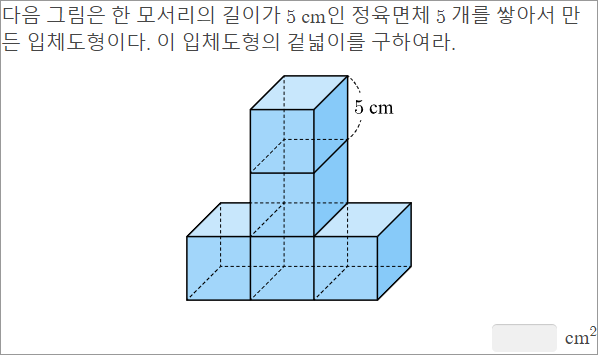 다음 그림은 한 모서리의 길이가 5 cm인 정육면체 5 개를 쌓아서 만
든 입체도형이다. 이 입체도형의 겉넓이를 구하여라.
5 cm
cm²